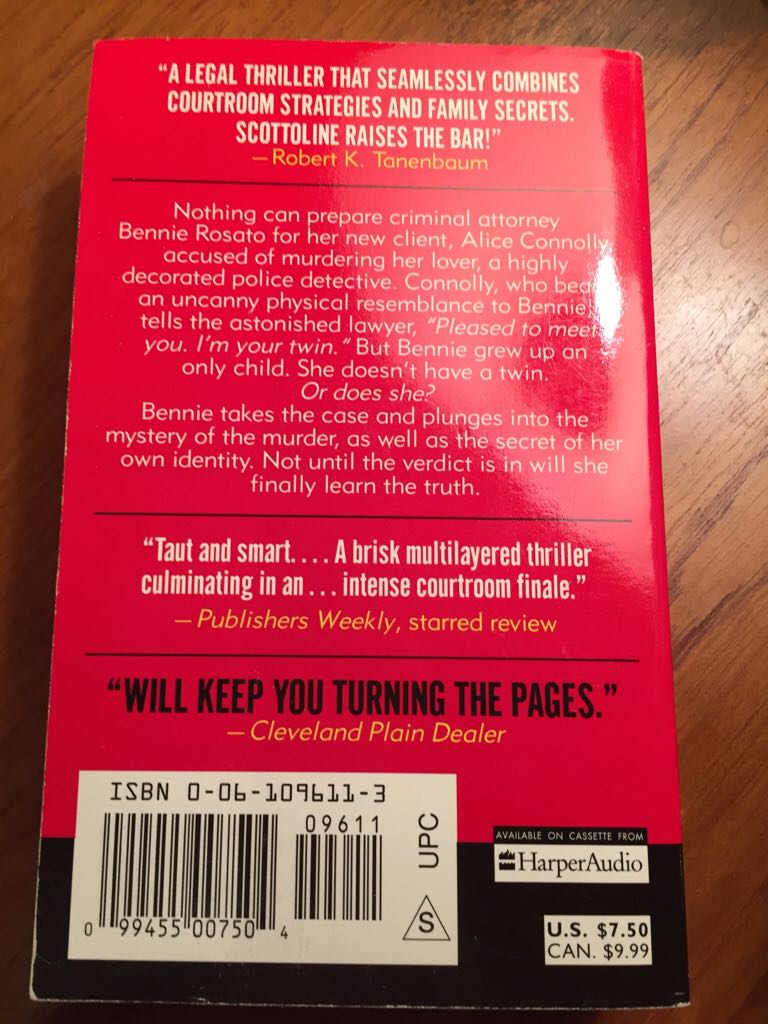 “A LEGAL THRILLER THAT SEAMLESSLY COMBINES
COURTROOM STRATEGIES AND FAMILY SECRETS.
SCOTTOLINE RAISES THE BAR!”
—Robert K. Tanenbaum
Nothing can prepare criminal attorney
Bennie Rosato for her new client, Alice Connolly,
accused of murdering her lover, a highly
decorated police detective. Connolly, who
an uncanny physical resemblance to Bennie,
tells the astonished lawyer, “Pleased to meet
you. I’m your twin.” But Bennie grew up an
only child. She doesn’t have a twin.
Or does she?
Bennie takes the case and plunges into the
mystery of the murder, as well as the secret of her
own identity. Not until the verdict is in will she
finally learn the truth.
“Taut and smart. . . . A brisk multilayered thriller
culminating in an . . . intense courtroom finale.”
—Publishers Weekly, starred review
“WILL KEEP YOU TURNING THE PAGES.”
—Cleveland Plain Dealer
ISBN 0-06-109611-3
09611
UPC
0 99455 00750 4
S
AVAILABLE ON CASSETTE FROM
HarperAudio
U.S. $7.50
CAN. $9.99